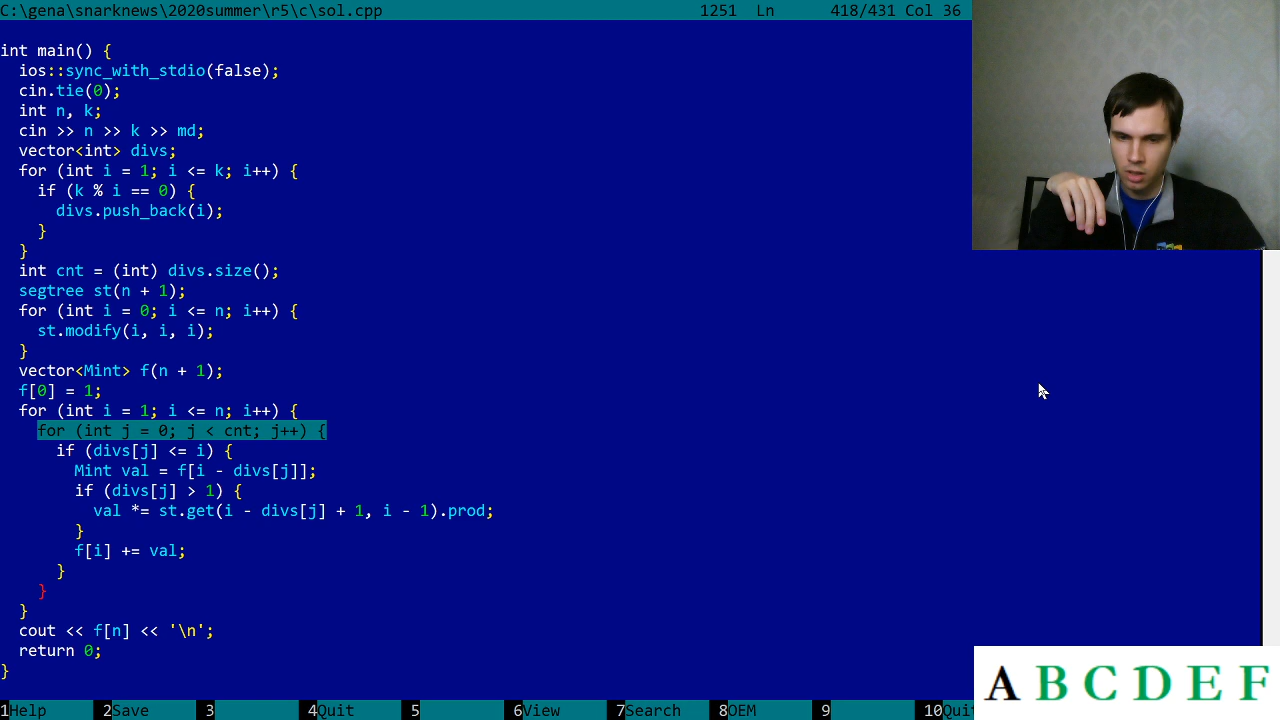 C:\gena\snarknews\2020summer\r5\c\sol.cpp 1251 Ln 418/431 Col 36
int main() {
  ios::sync_with_stdio(false);
  cin.tie(0);
  int n, k;
  cin >> n >> k >> md;
  vector<int> divs;
  for (int i = 1; i <= k; i++) {
    if (k % i == 0) {
      divs.push_back(i);
    }
  }
  int cnt = (int) divs.size();
  segtree st(n + 1);
  for (int i = 0; i <= n; i++) {
    st.modify(i, i, i);
  }
  vector<Mint> f(n + 1);
  f[0] = 1;
  for (int i = 1; i <= n; i++) {
    for (int j = 0; j < cnt; j++) {
      if (divs[j] <= i) {
        Mint val = f[i - divs[j]];
        if (divs[j] > 1) {
          val *= st.get(i - divs[j] + 1, i - 1).prod;
        }
        f[i] += val;
      }
    }
  }
  cout << f[n] << '\n';
  return 0;
}
A B C D E F
1Help 2Save 3 4Quit 5 6View 7Search 8OEM 9 10Qui